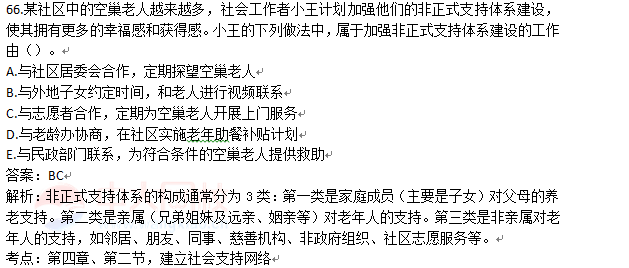 66.某社区中的空巢老人越来越多，社会工作者小王计划加强他们的非正式支持体系建设，
使其拥有更多的幸福感和获得感。小王的下列做法中，属于加强非正式支持体系建设的工作
由（）。
A.与社区居委会合作，定期探望空巢老人
B.与外地子女约定时间，和老人进行视频联系
C.与志愿者合作，定期为空巢老人开展上门服务
D.与老龄办协商，在社区实施老年助餐补贴计划
E.与民政部门联系，为符合条件的空巢老人提供救助
答案：BC
解析：非正式支持体系的构成通常分为 3 类：第一类是家庭成员（主要是子女）对父母的养
老支持。第二类是亲属（兄弟姐妹及远亲、姻亲等）对老年人的支持。第三类是非亲属对老
年人的支持，如邻居、朋友、同事、慈善机构、非政府组织、社区志愿服务等。
考点：第四章、第二节，建立社会支持网络